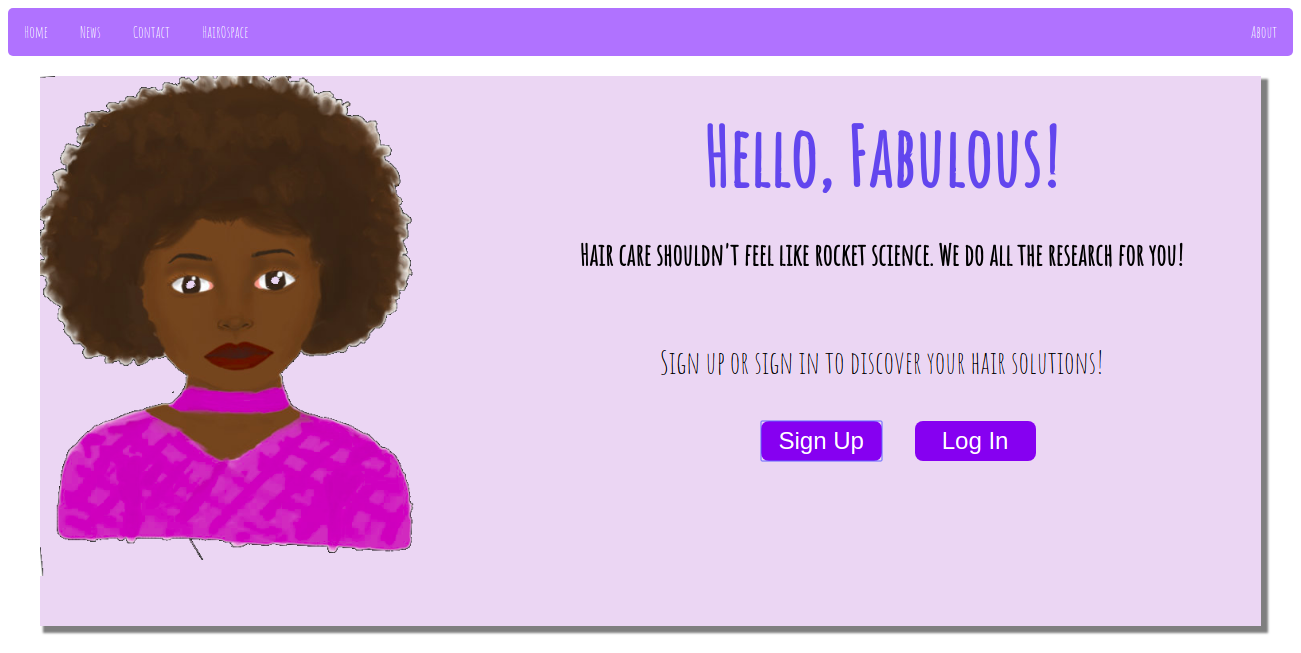 Home News Contact HairOspace About
Hello, Fabulous!
Hair care shouldn't feel like rocket science. We do all the research for you!
Sign up or sign in to discover your hair solutions!
Sign Up Log In